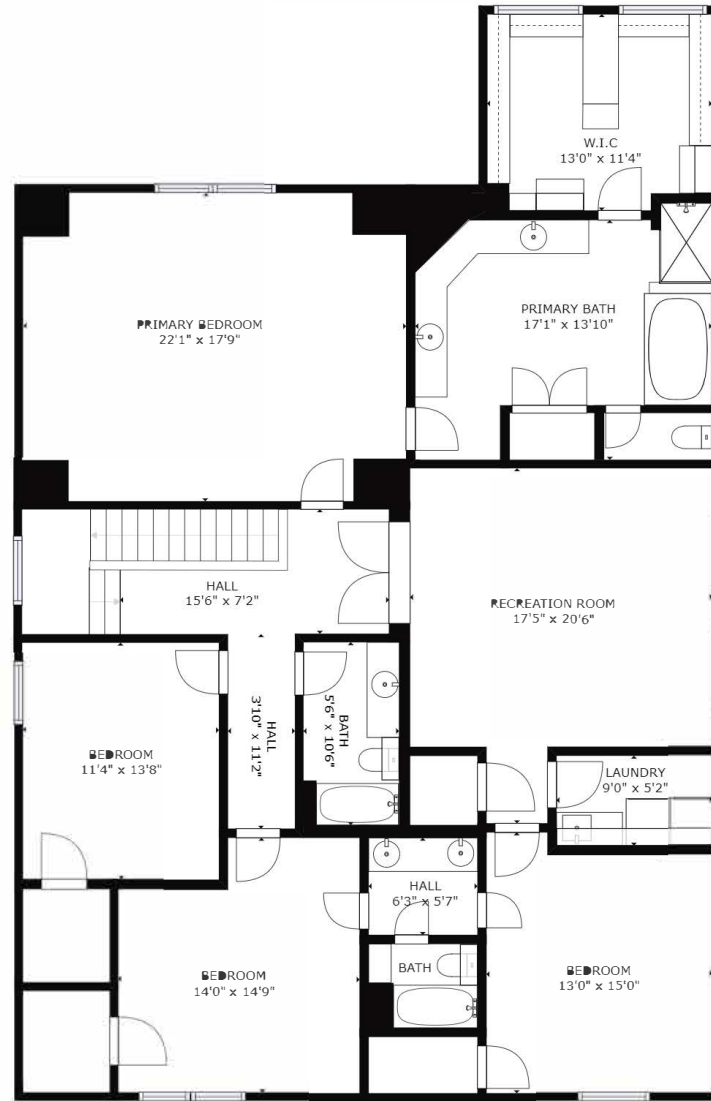 W.I.C
13'0" x 11'4"
PRIMARY BEDROOM
22'1" x 17'9"
PRIMARY BATH
17'1" x 13'10"
HALL
15'6" x 7'2"
RECREATION ROOM
17'5" x 20'6"
HALL
3'10" x 11'2"
BATH
5'6" x 10'6"
BEDROOM
11'4" x 13'8"
LAUNDRY
9'0" x 5'2"
HALL
6'3" x 5'7"
BATH
BEDROOM
14'0" x 14'9"
BEDROOM
13'0" x 15'0"